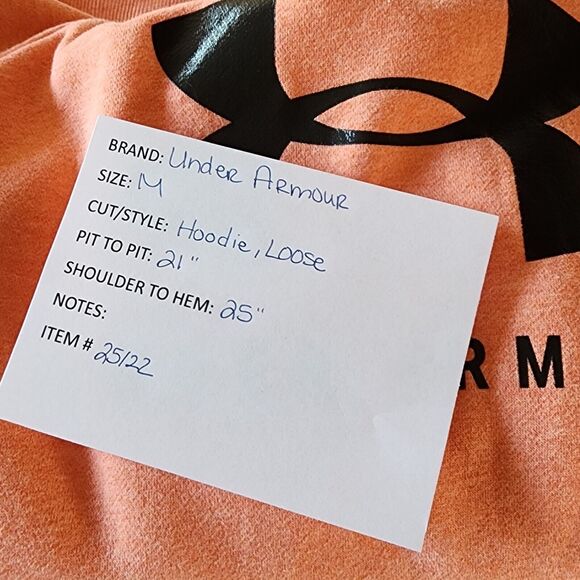 BRAND: Under Armour
SIZE: M
CUT/STYLE: Hoodie, Loose
PIT TO PIT: 21"
SHOULDER TO HEM: 25"
NOTES:
ITEM # 25122
RM